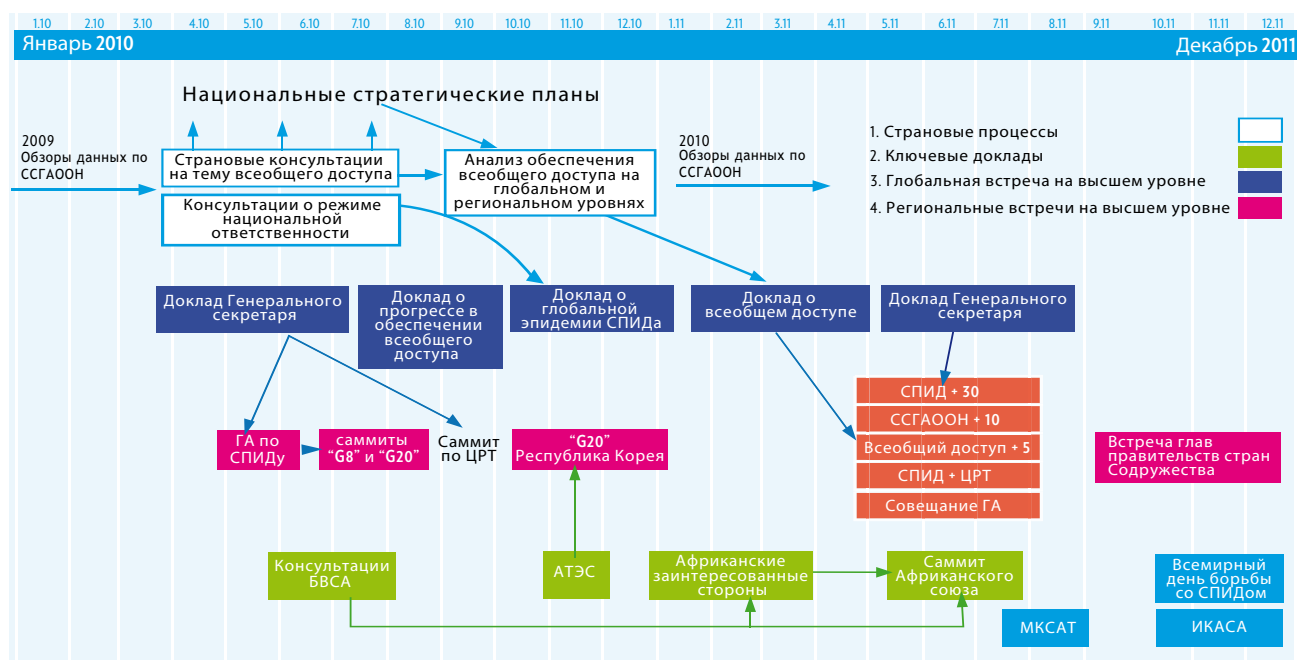 1.10 2.10 3.10 4.10 5.10 6.10 7.10 8.10 9.10 10.10 11.10 12.10 1.11 2.11 3.11 4.11 5.11 6.11 7.11 8.11 9.11 10.11 11.11 12.11
Январь 2010
Декабрь 2011
Национальные стратегические планы
2009
Обзоры данных по
ССГАООН
Страновые консультации
на тему всеобщего доступа
Консультации о режиме
национальной
ответственности
Анализ обеспечения
всеобщего доступа на
глобальном и
региональном уровнях
2010
Обзоры данных по
ССГАООН
1. Страновые процессы
2. Ключевые доклады
3. Глобальная встреча на высшем уровне
4. Региональные встречи на высшем уровне
Доклад Генерального
секретаря
Доклад о
прогрессе в
обеспечении
всеобщего
доступа
Доклад о
глобальной
эпидемии СПИДа
Доклад о
всеобщем доступе
Доклад Генерального
секретаря
СПИД + 30
ССГАООН + 10
Всеобщий доступ + 5
СПИД + ЦРТ
Совещание ГА
ГА по
СПИДу
саммиты
“G8” и “G20”
Саммит
по ЦРТ
“G20”
Республика Корея
Встреча глав
правительств стран
Содружества
Консультации
БВСА
АТЭС
Африканские
заинтересованные
стороны
Саммит
Африканского
союза
Всемирный
день борьбы
со СПИДом
МКСАТ
ИКАСА